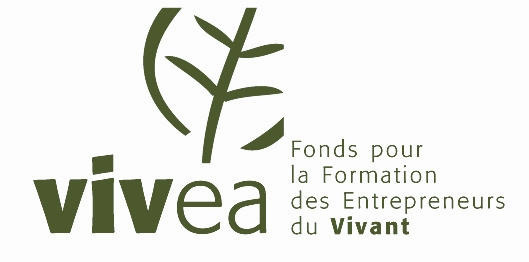 vivea
Fonds pour
la Formation
des Entrepreneurs
du Vivant